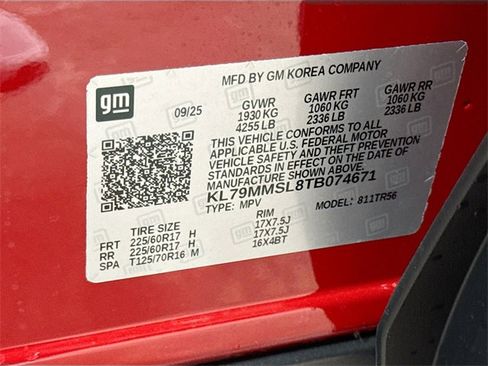 MFD BY GM KOREA COMPANY
gm
09/25 GVWR GAWR FRT GAWR RR
1930 KG 1060 KG 1060 KG
4255 LB 2336 LB 2336 LB
THIS VEHICLE CONFORMS TO ALL
APPLICABLE U.S. FEDERAL MOTOR
VEHICLE SAFETY AND THEFT PREVENTION
STANDARDS IN EFFECT ON THE DATE OF
MANUFACTURE SHOWN ABOVE.
KL79MMSL8TB074671
TYPE: MPV MODEL: 811TR56
TIRE SIZE RIM
FRT 225/60R17 H 17X7.5J
RR 225/60R17 H 17X7.5J
SPA T125/70R16 M 16X4BT